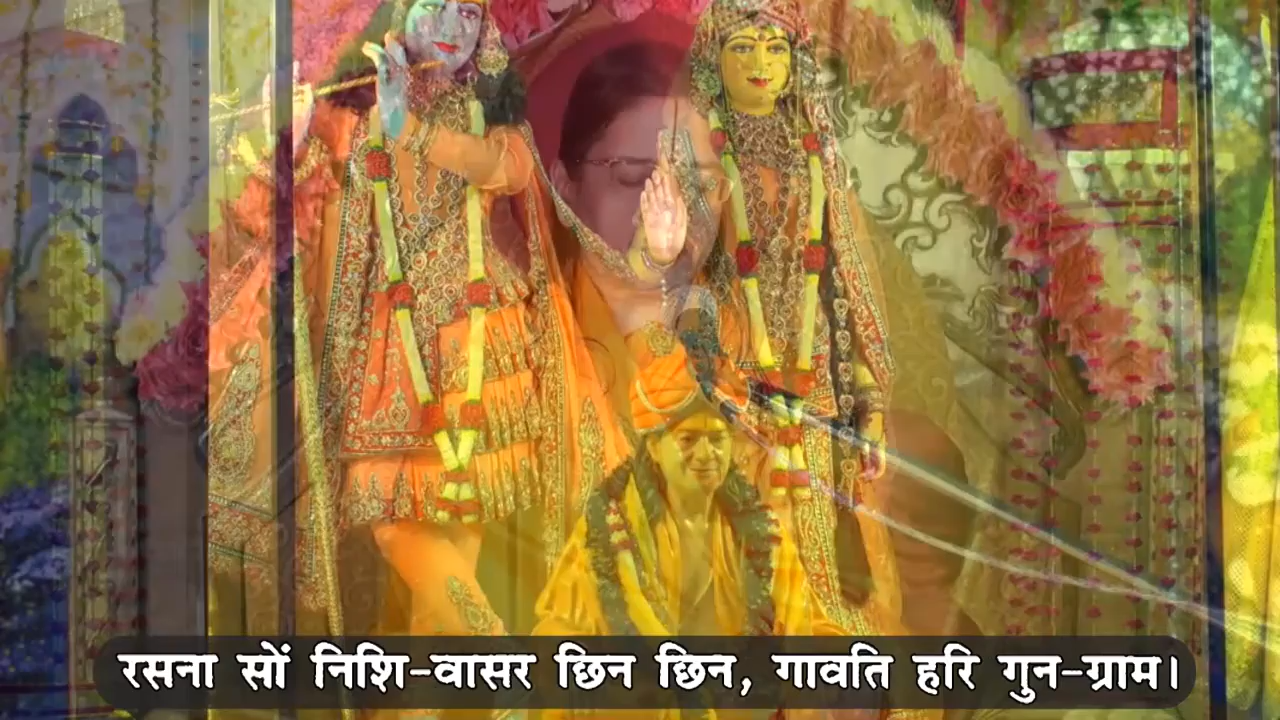 रसना सों निशि-वासर छिन छिन, गावति हरि गुन-ग्राम।